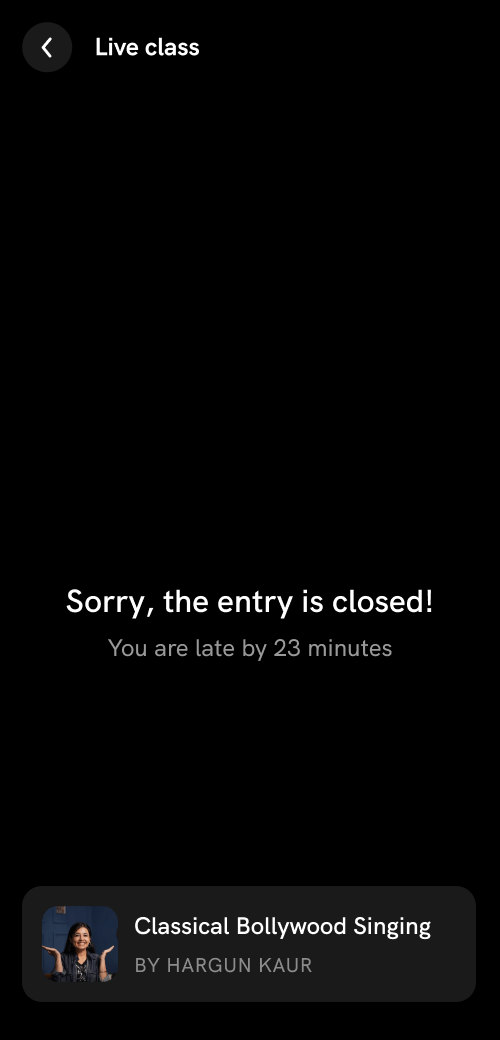 Live class
Sorry, the entry is closed!
You are late by 23 minutes
Classical Bollywood Singing
BY HARGUN KAUR